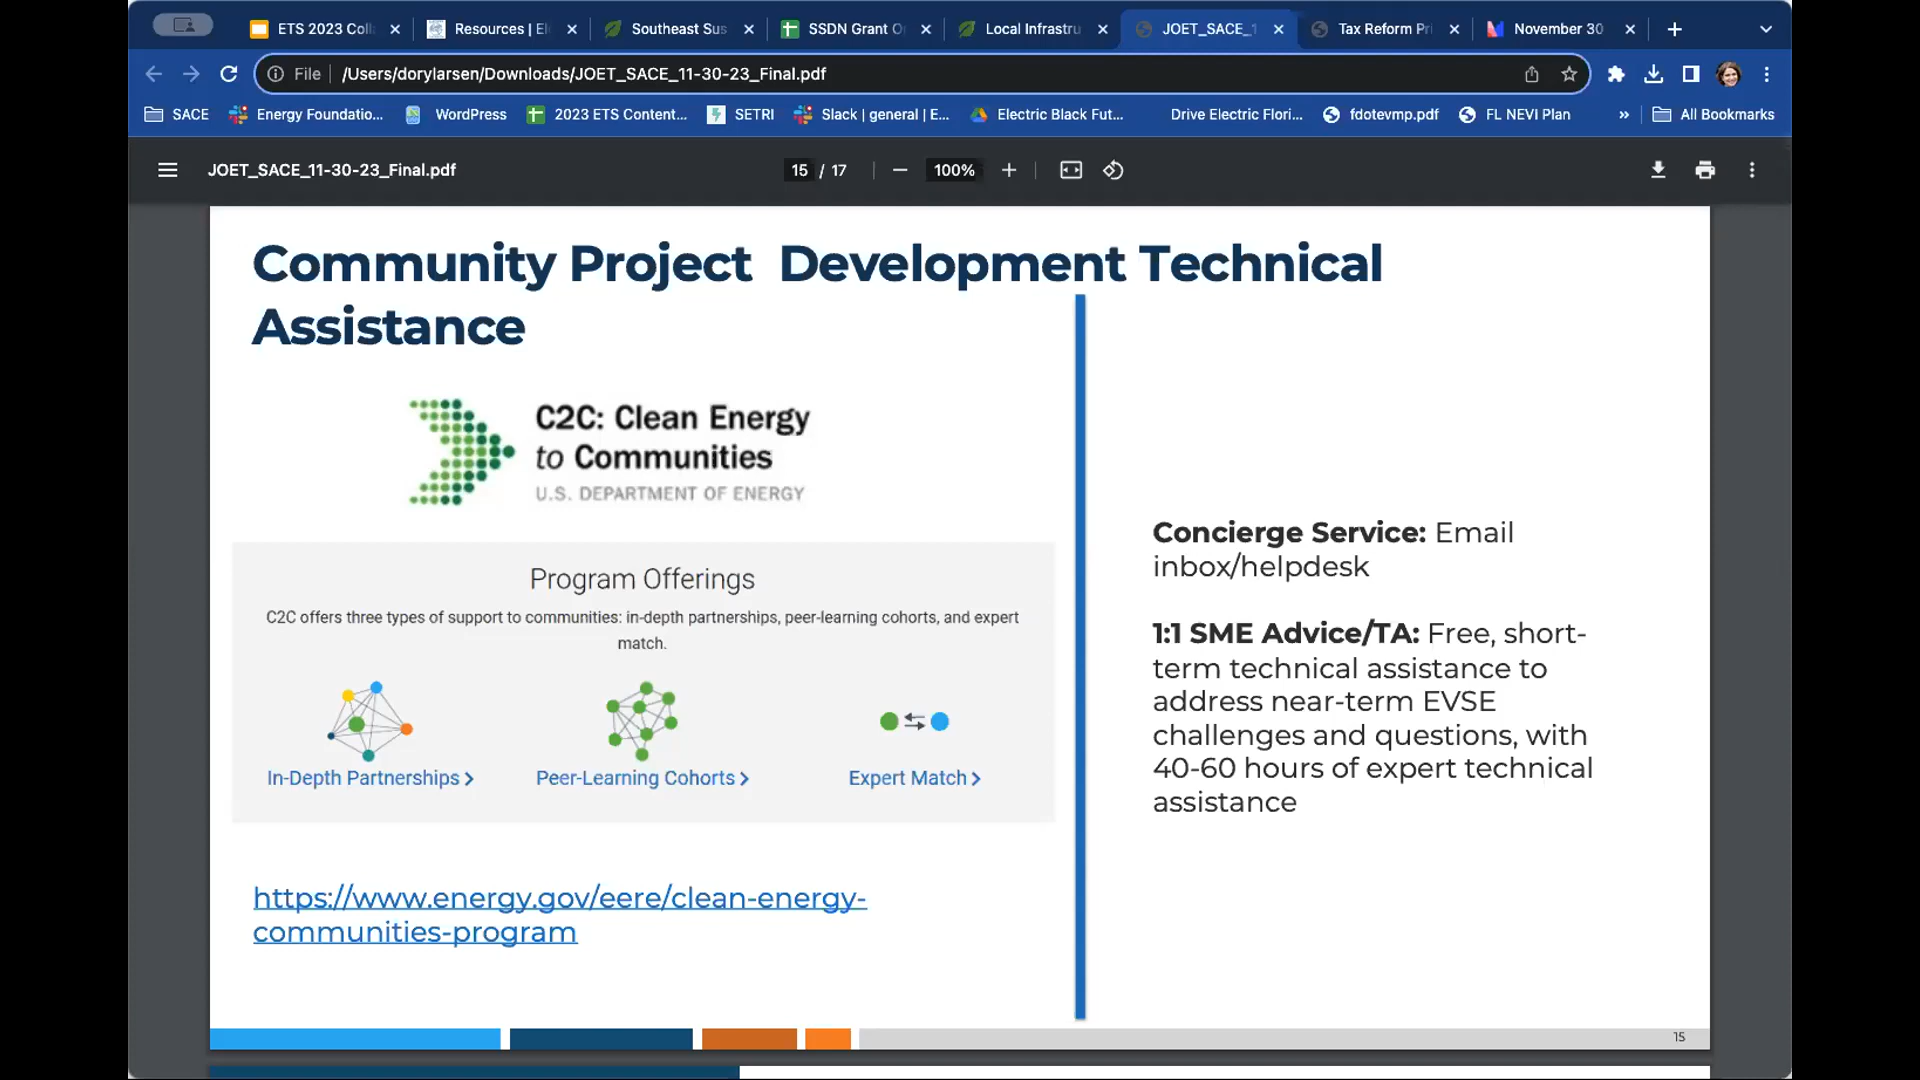 ETS 2023 Coll
Resources | El
Southeast Sus
SSDN Grant O
Local Infrastru
JOET_SACE_1
Tax Reform Pri
November 30
File
/Users/dorylarsen/Downloads/JOET_SACE_11-30-23_Final.pdf
SACE
Energy Foundatio...
WordPress
2023 ETS Content...
SETRI
Slack | general | E...
Electric Black Fut...
Drive Electric Flori...
fdotevmp.pdf
FL NEVI Plan
»
All Bookmarks
JOET_SACE_11-30-23_Final.pdf
15 / 17
100%
Community Project Development Technical
Assistance
C2C: Clean Energy
to Communities
U.S. DEPARTMENT OF ENERGY
Program Offerings
C2C offers three types of support to communities: in-depth partnerships, peer-learning cohorts, and expert
match.
In-Depth Partnerships
Peer-Learning Cohorts
Expert Match
https://www.energy.gov/eere/clean-energy-
communities-program
Concierge Service: Email
inbox/helpdesk
1:1 SME Advice/TA: Free, short-
term technical assistance to
address near-term EVSE
challenges and questions, with
40-60 hours of expert technical
assistance
15